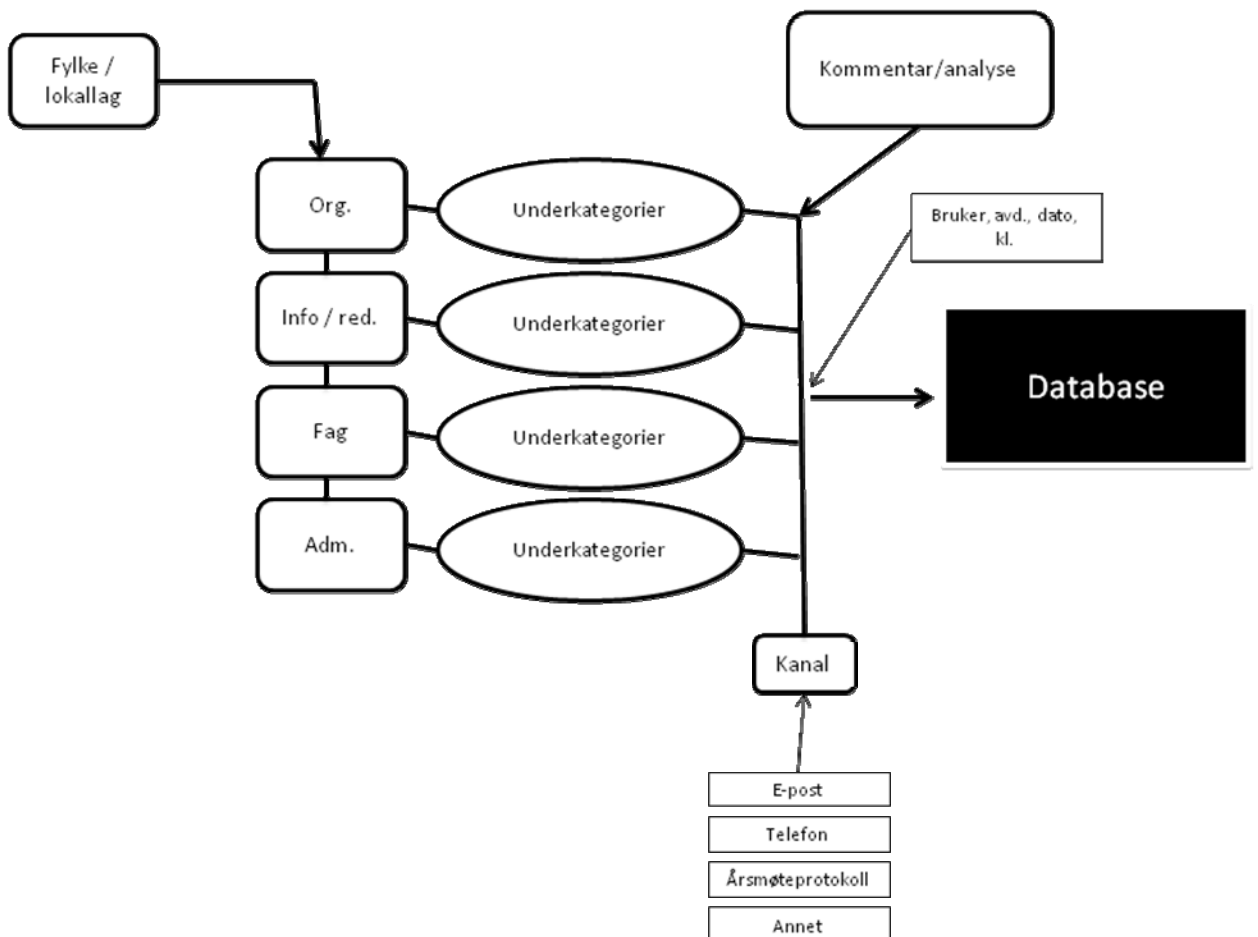 Fylke /
lokallag
Kommentar/analyse
Org.
Underkategorier
Bruker, avd., dato,
kl.
Info / red.
Underkategorier
Database
Fag
Underkategorier
Adm.
Underkategorier
Kanal
E-post
Telefon
Årsmøteprotokoll
Annet